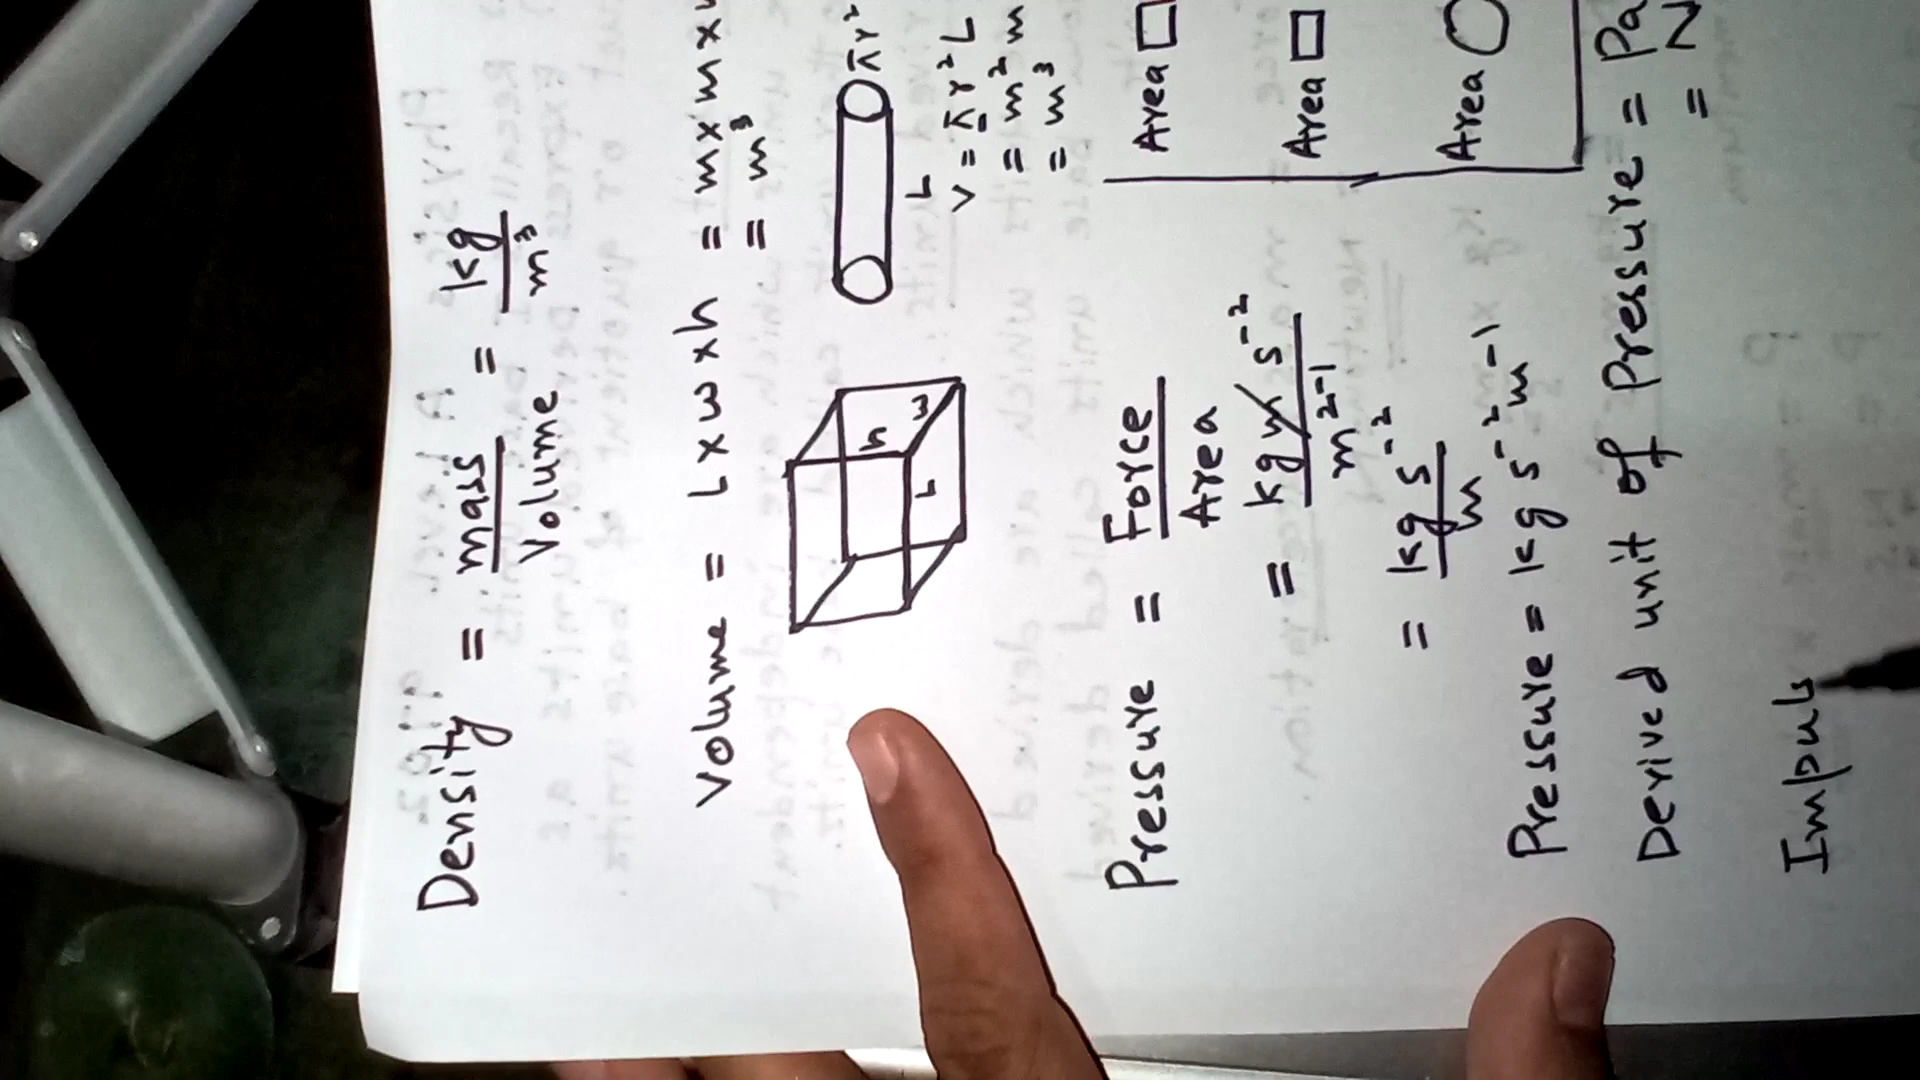 Density = mass / Volume = kg / m³
Volume = L x w x h = m x m x m
= m³
h w L
L
πr²
V = πr²L
= m² m
= m³
Pressure = Force / Area
= kg m s⁻² / m²⁻¹
= kg s⁻² / m
Pressure = kg s⁻² m⁻¹
Area
Area
Area
Derived unit of Pressure = Pa
= N
Impuls